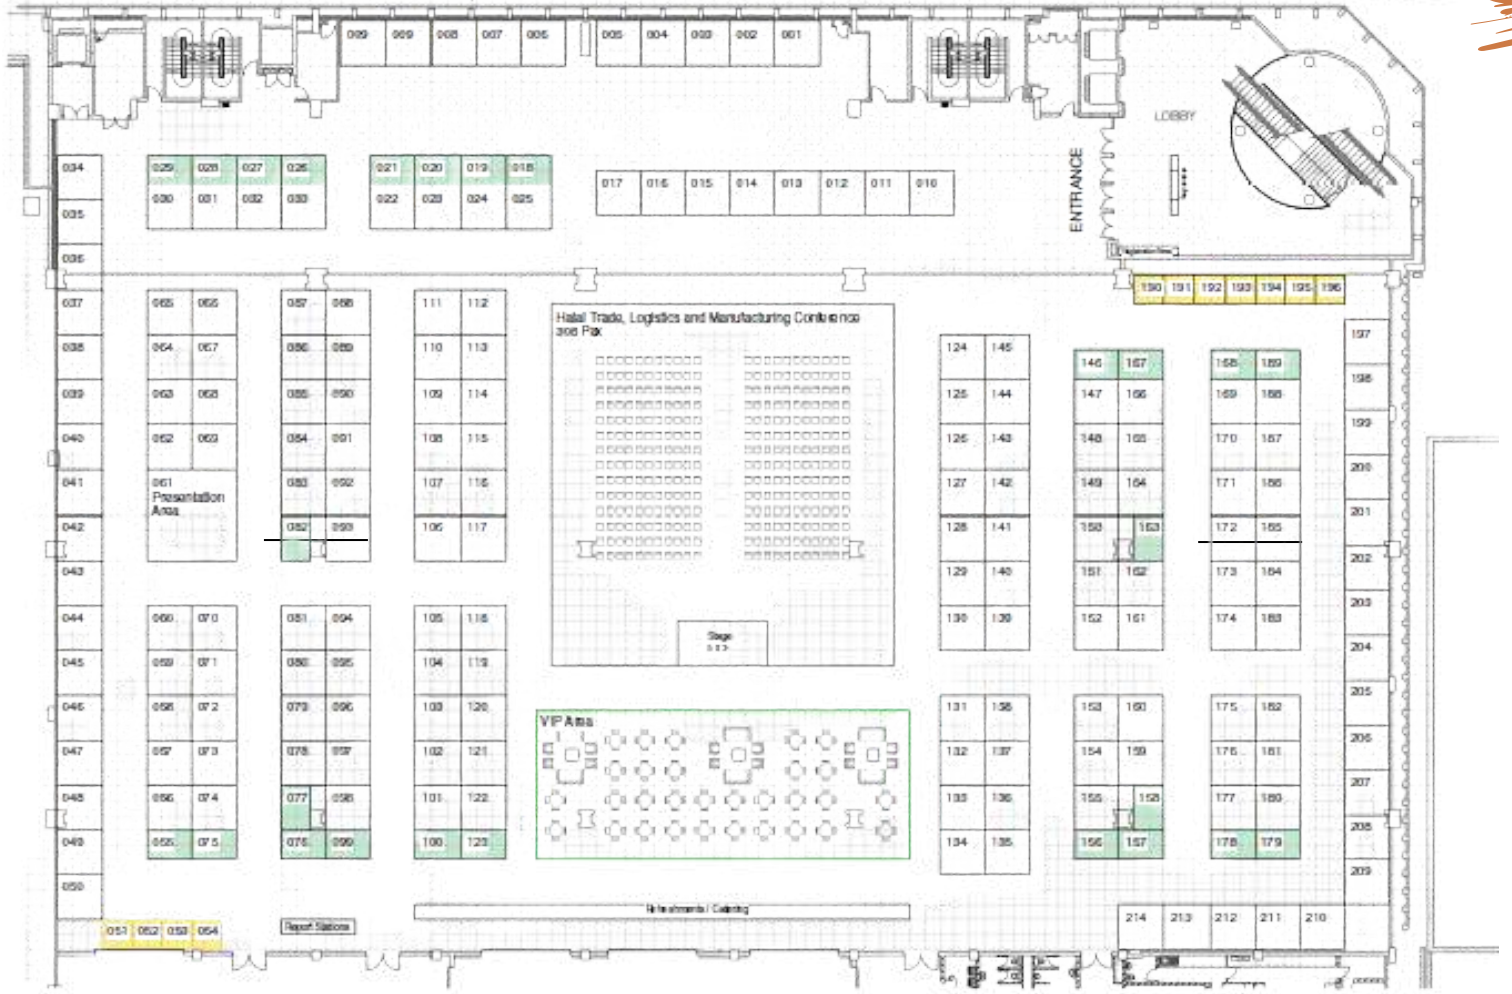 009 009 008 007 006 005 004 003 002 001
LOBBY
ENTRANCE
034 029 028 027 026 021 020 019 018
017 016 015 014 013 012 011 010
030 031 032 033 022 023 024 025
035
036
190 191 192 193 194 195 196
037 065 066 087 088 111 112
Halal Trade, Logistics and Manufacturing Conference
308 Pax
197
038 064 067 086 089 110 113 124 145
146 167 168 189
198
039 063 068 085 090 109 114 125 144 147 166 169 188
199
040 062 069 084 091 108 115 126 143 148 165 170 187
200
041 061 083 092 107 116 127 142 149 164 171 186
Presentation
Area
201
042 082 093 106 117 128 141 150 163 172 185
202
043 129 140 151 162 173 184
203
044 060 070 081 094 105 118 130 139 152 161 174 183
Stage
204
045 059 071 080 095 104 119
205
046 058 072 079 096 103 120 131 138 153 160 175 182
VIP Area
206
047 057 073 078 097 102 121 132 137 154 159 176 181
207
048 056 074 077 098 101 122 133 136 155 158 177 180
208
049 055 075 076 099 100 123 134 135 156 157 178 179
209
050
Refreshments / Catering
214 213 212 211 210
051 052 053 054
Report Stations